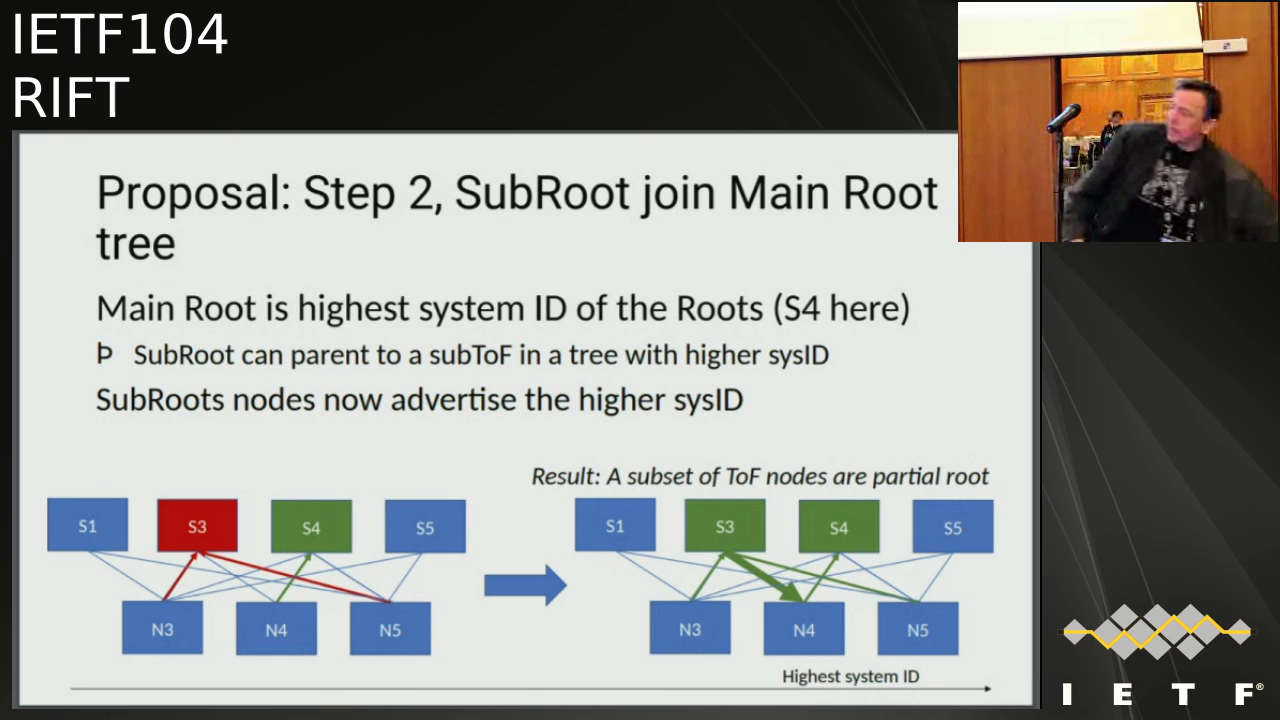 IETF104
RIFT
Proposal: Step 2, SubRoot join Main Root
tree
Main Root is highest system ID of the Roots (S4 here)
Þ SubRoot can parent to a subToF in a tree with higher sysID
SubRoots nodes now advertise the higher sysID
Result: A subset of ToF nodes are partial root
S1 S3 S4 S5 S1 S3 S4 S5
N3 N4 N5 N3 N4 N5
Highest system ID
I E T F®